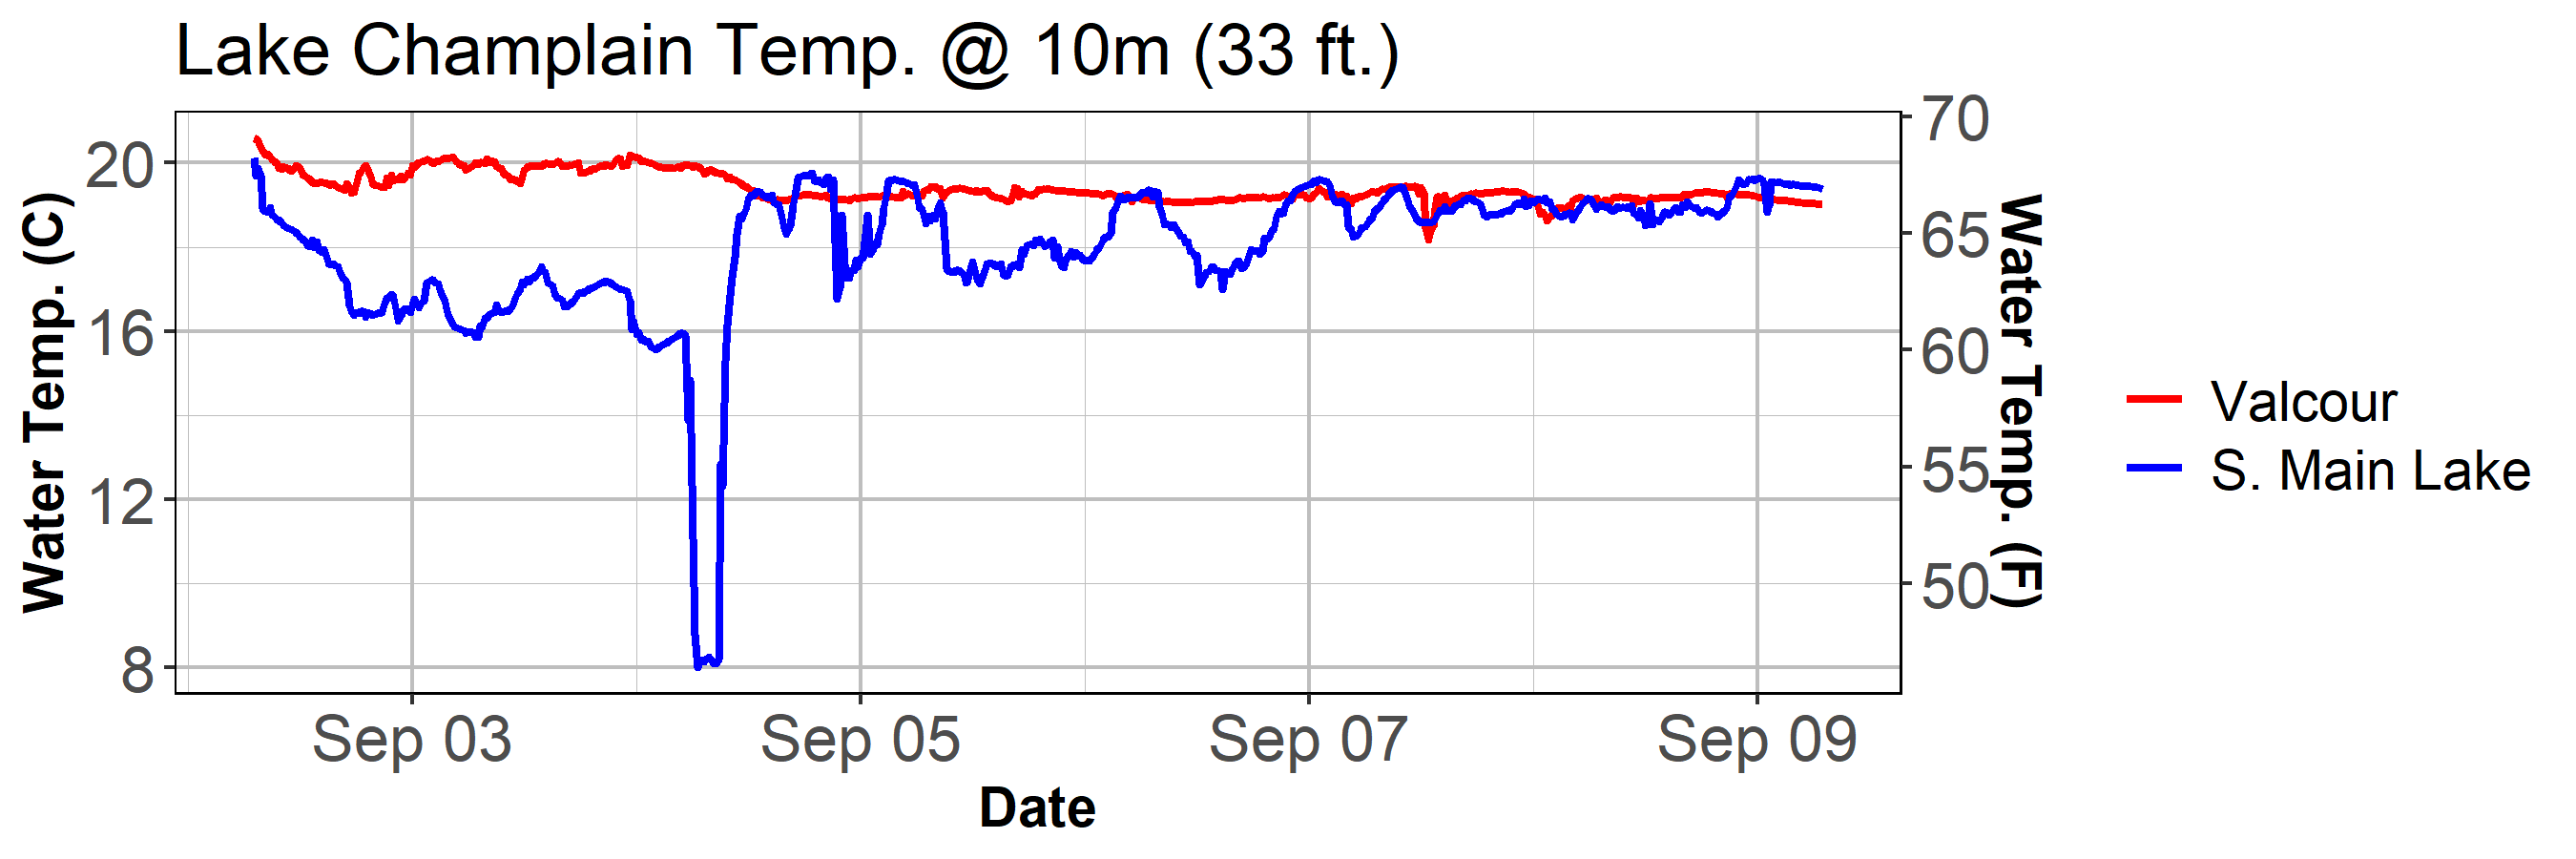 Lake Champlain Temp. @ 10m (33 ft.)
Water Temp. (C)
20
16
12
8
70
65
60
55
50
Water Temp. (F)
Sep 03
Sep 05
Sep 07
Sep 09
Date
Valcour
S. Main Lake